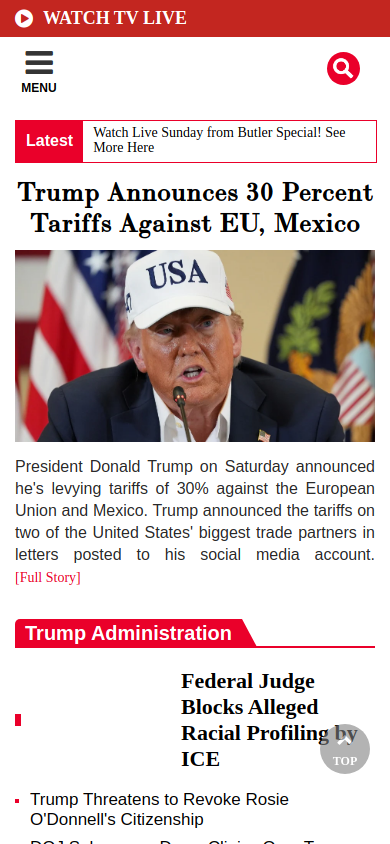 WATCH TV LIVE
MENU
Latest
Watch Live Sunday from Butler Special! See
More Here
Trump Announces 30 Percent
Tariffs Against EU, Mexico
USA
President Donald Trump on Saturday announced
he's levying tariffs of 30% against the European
Union and Mexico. Trump announced the tariffs on
two of the United States' biggest trade partners in
letters posted to his social media account.
[Full Story]
Trump Administration
Federal Judge
Blocks Alleged
Racial Profiling by
ICE
TOP
Trump Threatens to Revoke Rosie
O'Donnell's Citizenship